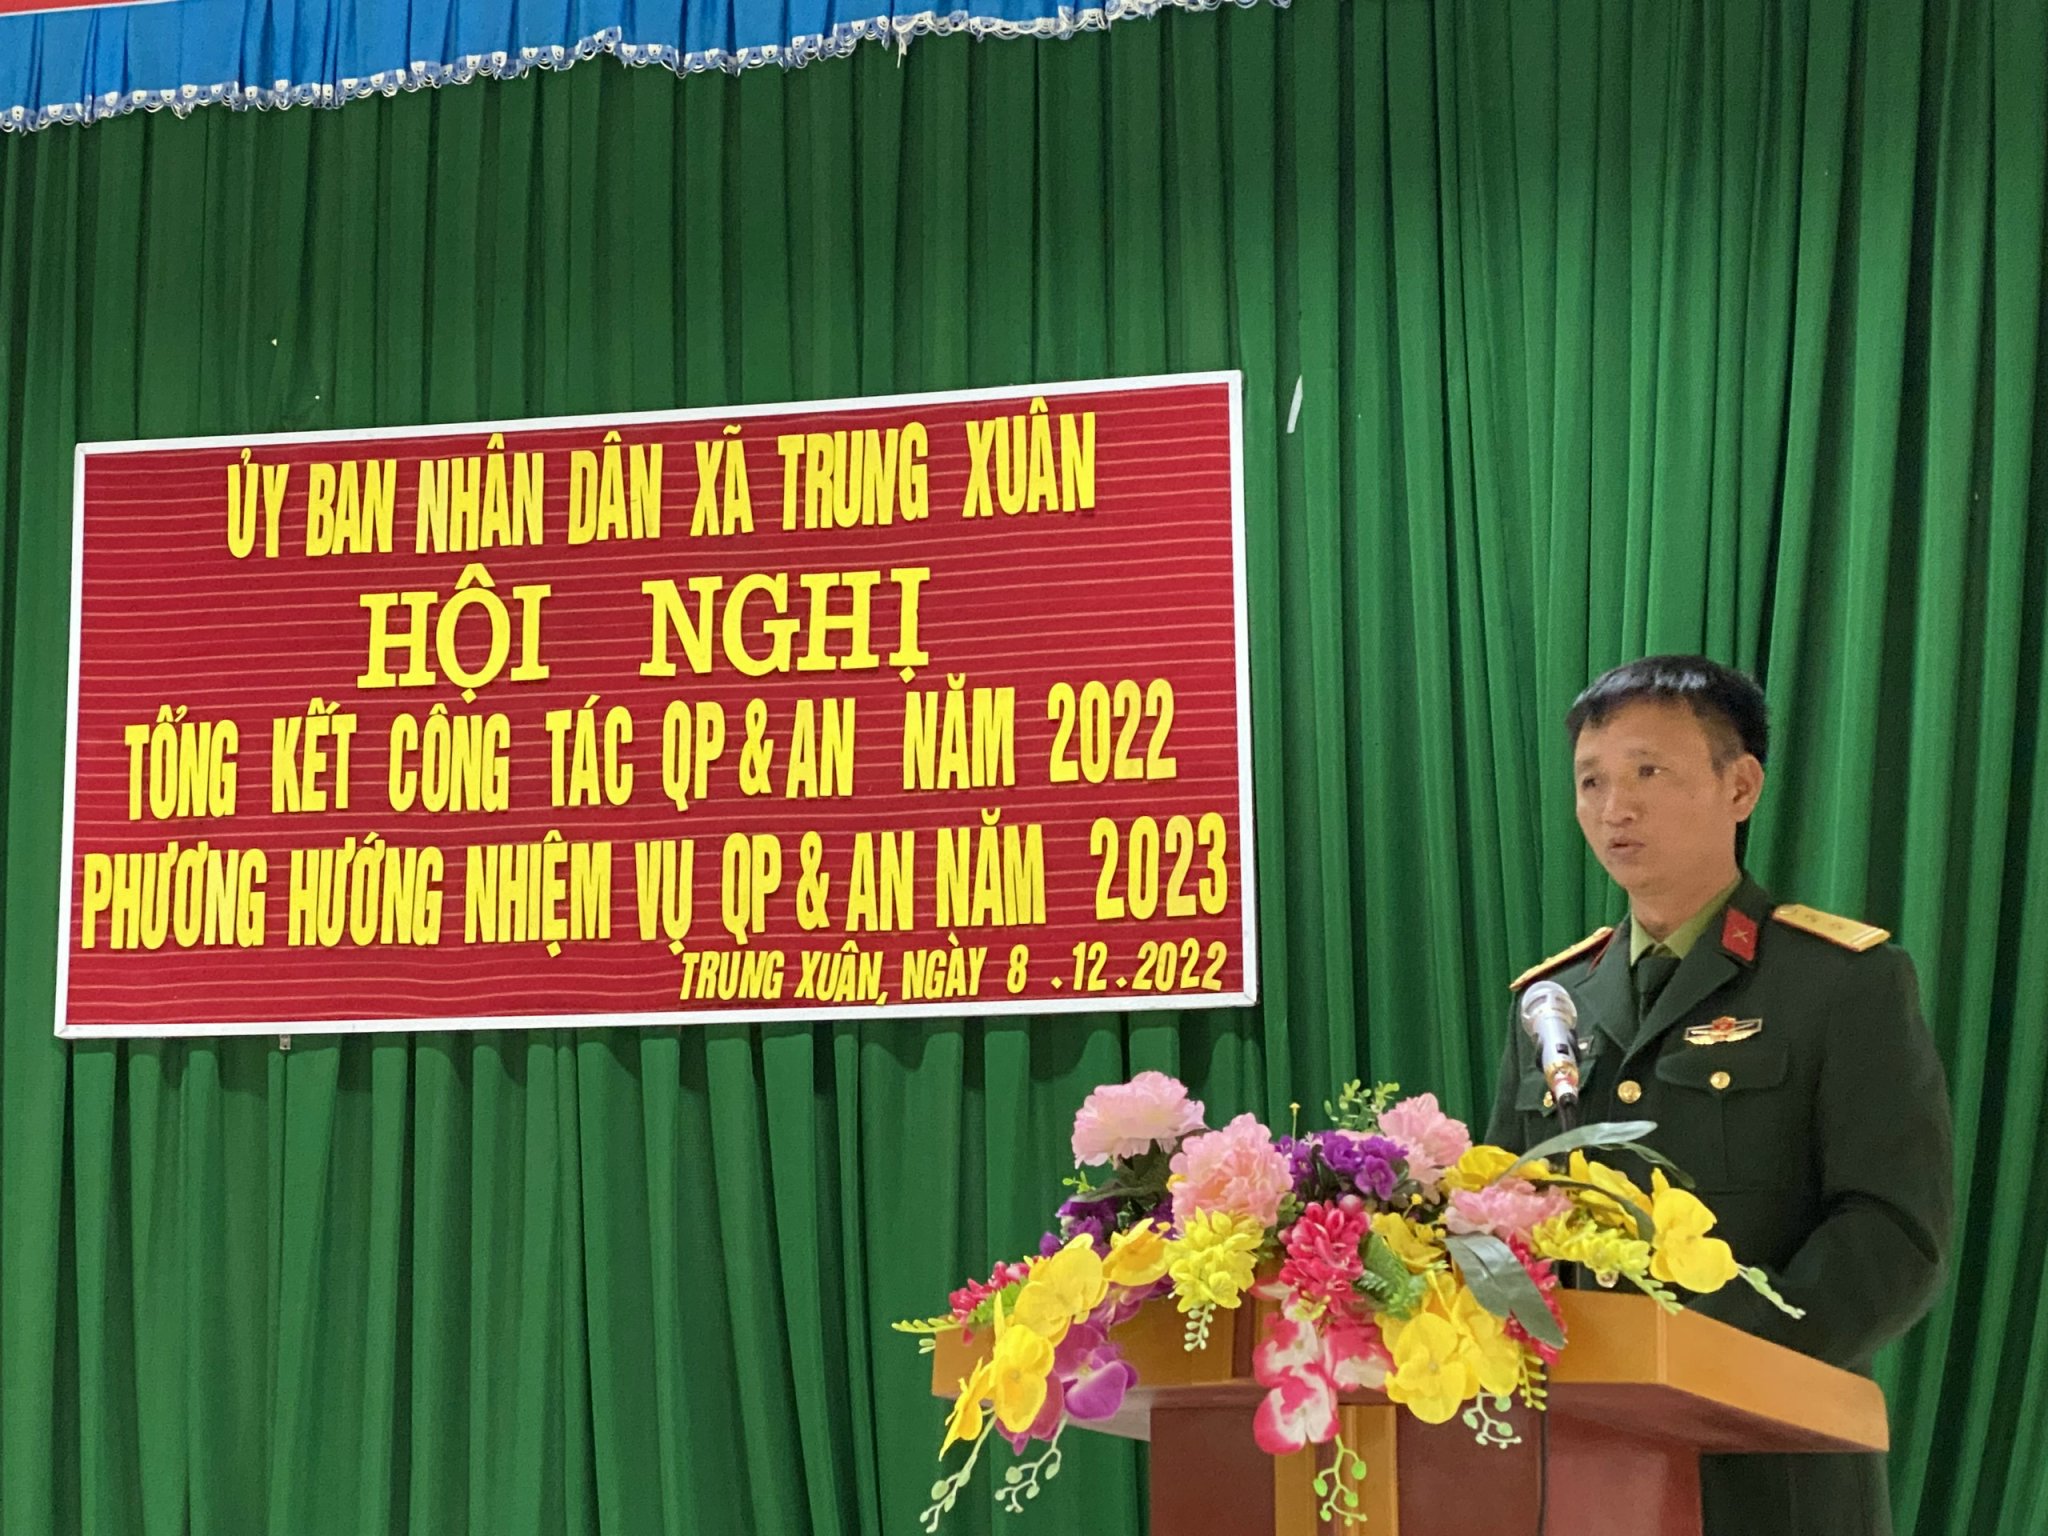 ỦY BAN NHÂN DÂN XÃ TRUNG XUÂN
HỘI NGHỊ
TỔNG KẾT CÔNG TÁC QP & AN NĂM 2022
PHƯƠNG HƯỚNG NHIỆM VỤ QP & AN NĂM 2023
TRUNG XUÂN, NGÀY 8 . 12 . 2022